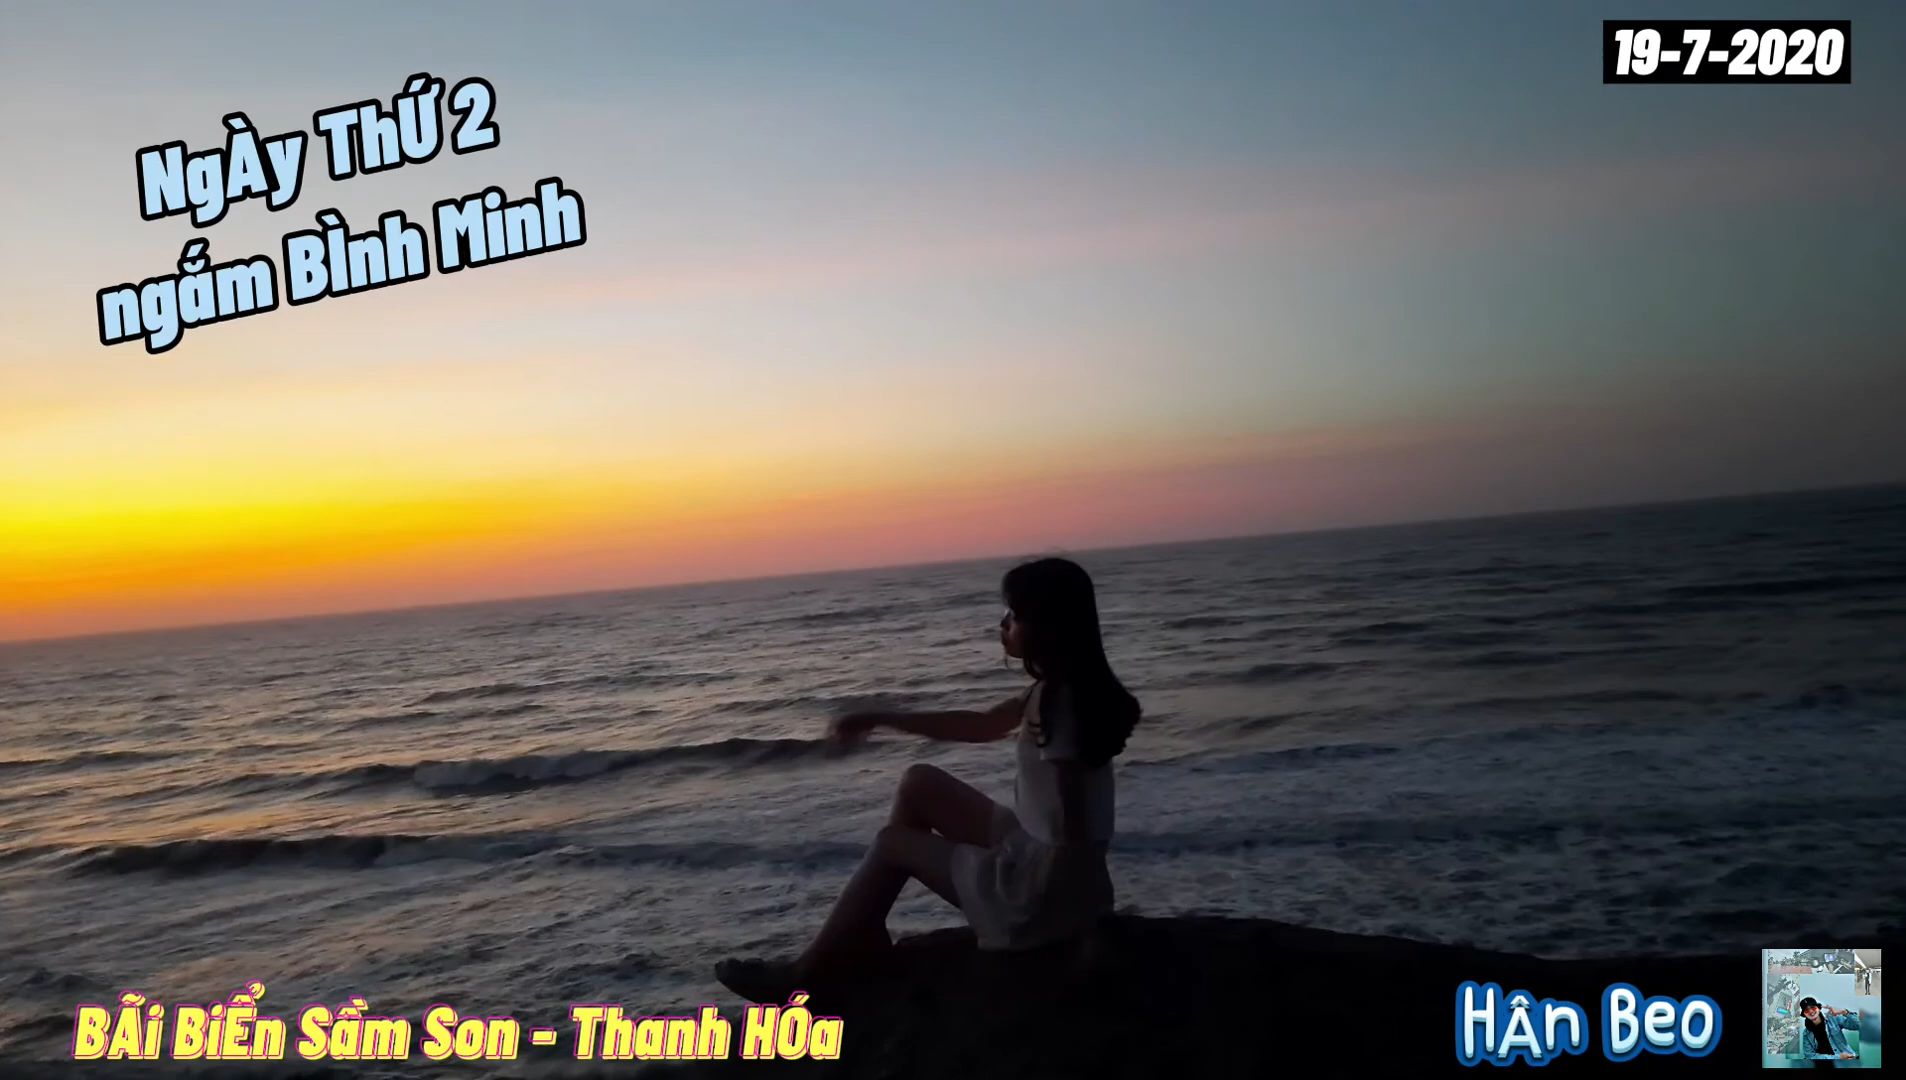 19-7-2020
NgÀy ThỨ 2
ngắm BÌnh Minh
BÃi BiỂn Sầm Son - Thanh HÓa
HÂn Beo